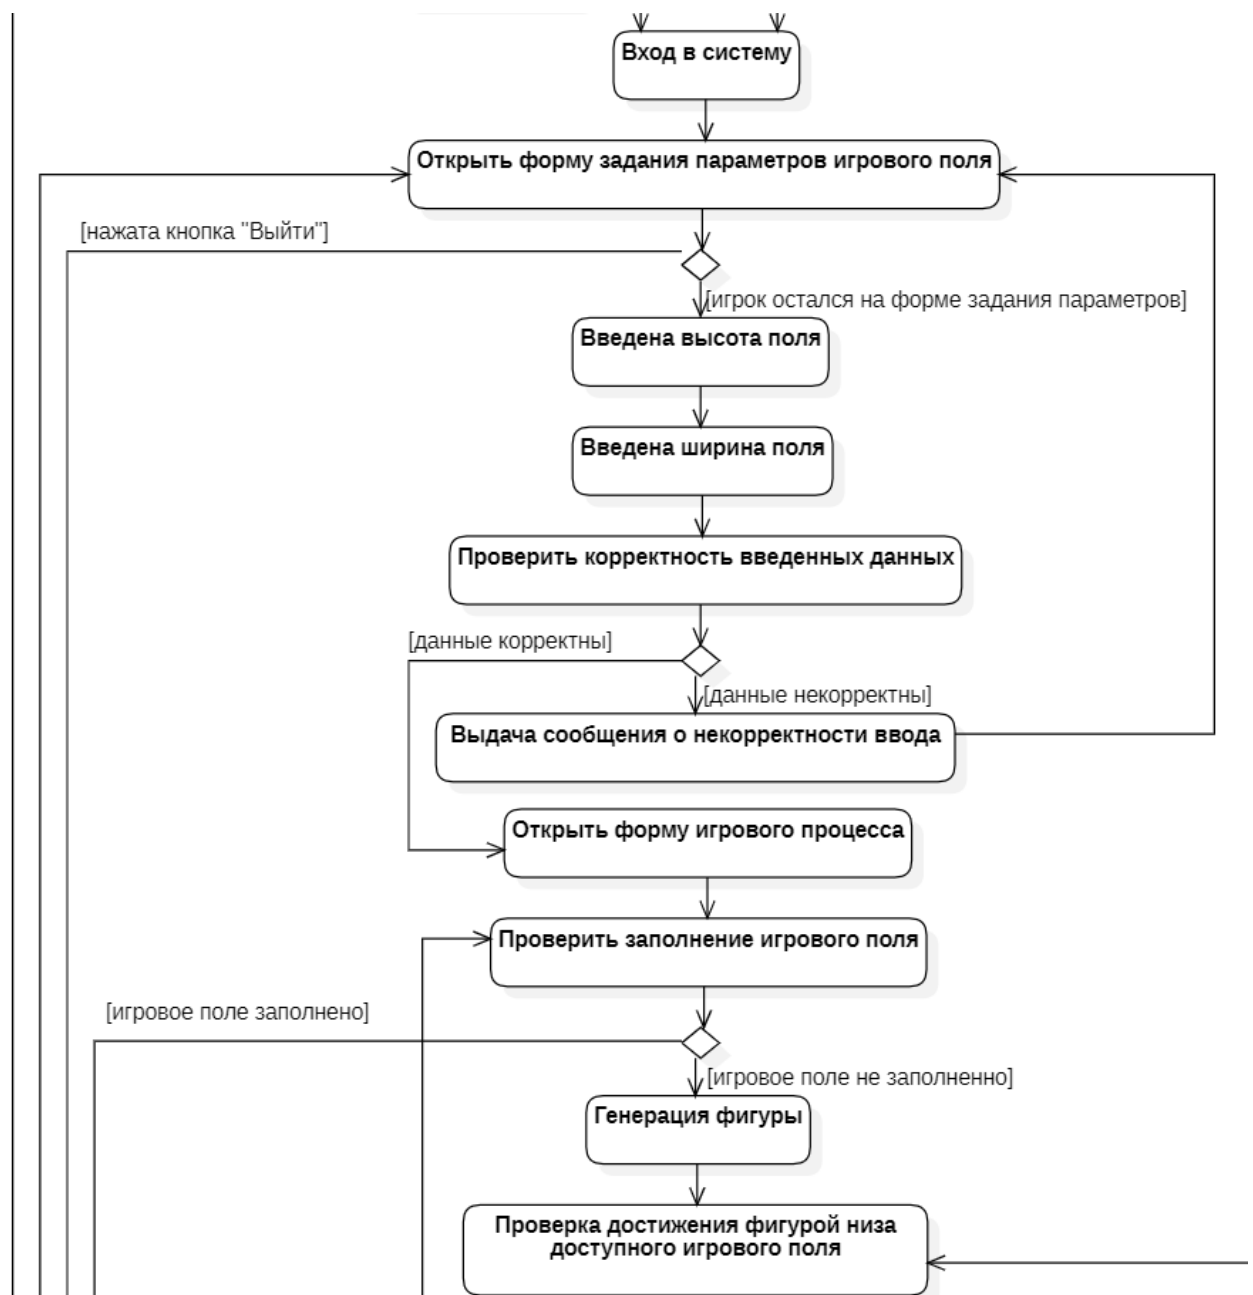 Вход в систему
Открыть форму задания параметров игрового поля
[нажата кнопка "Выйти"]
[игрок остался на форме задания параметров]
Введена высота поля
Введена ширина поля
Проверить корректность введенных данных
[данные корректны]
[данные некорректны]
Выдача сообщения о некорректности ввода
Открыть форму игрового процесса
Проверить заполнение игрового поля
[игровое поле заполнено]
[игровое поле не заполненно]
Генерация фигуры
Проверка достижения фигурой низа
доступного игрового поля